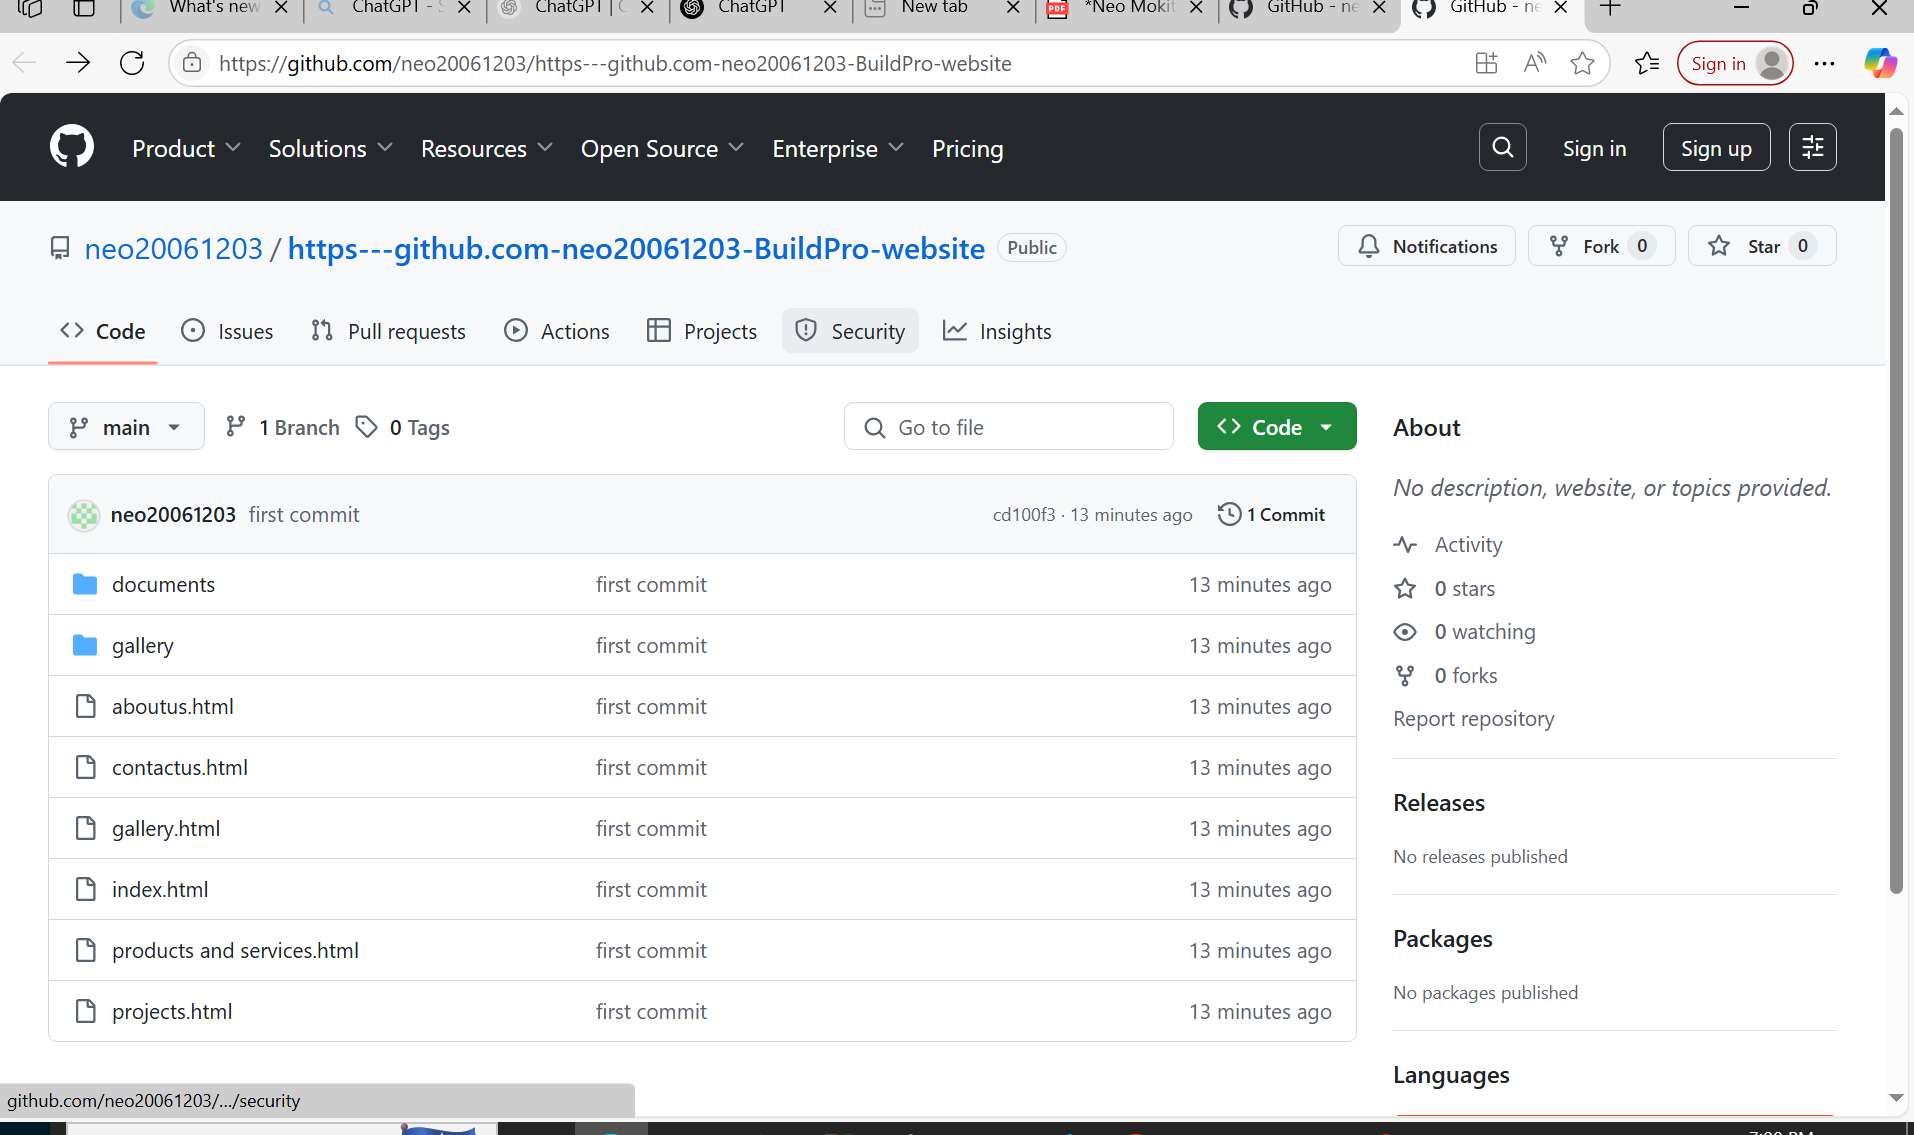 What's new
ChatGPT - S
ChatGPT | C
ChatGPT
New tab
PDF
*Neo Mokit
GitHub - ne
GitHub - ne
https://github.com/neo20061203/https---github.com-neo20061203-BuildPro-website
Sign in
Product
Solutions
Resources
Open Source
Enterprise
Pricing
Sign in
Sign up
neo20061203 / https---github.com-neo20061203-BuildPro-website Public
Notifications
Fork 0
Star 0
Code
Issues
Pull requests
Actions
Projects
Security
Insights
main
1 Branch
0 Tags
Go to file
Code
neo20061203 first commit
cd100f3 · 13 minutes ago
1 Commit
documents first commit 13 minutes ago
gallery first commit 13 minutes ago
aboutus.html first commit 13 minutes ago
contactus.html first commit 13 minutes ago
gallery.html first commit 13 minutes ago
index.html first commit 13 minutes ago
products and services.html first commit 13 minutes ago
projects.html first commit 13 minutes ago
About
No description, website, or topics provided.
Activity
0 stars
0 watching
0 forks
Report repository
Releases
No releases published
Packages
No packages published
Languages
github.com/neo20061203/.../security